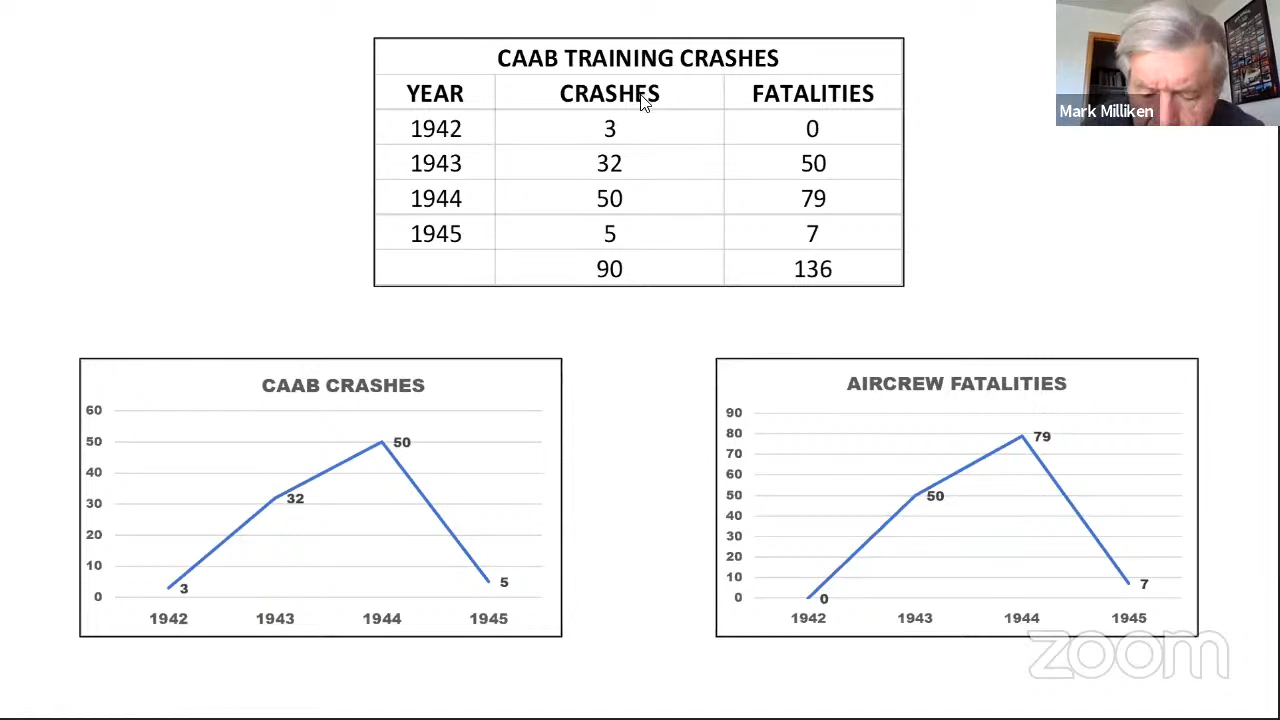 CAAB TRAINING CRASHES
YEAR CRASHES FATALITIES
1942 3 0
1943 32 50
1944 50 79
1945 5 7
90 136
Mark Milliken
CAAB CRASHES
60
50
40
30
20
10
0
3
32
50
5
1942 1943 1944 1945
AIRCREW FATALITIES
90
80
70
60
50
40
30
20
10
0
0
50
79
7
1942 1943 1944 1945
zoom